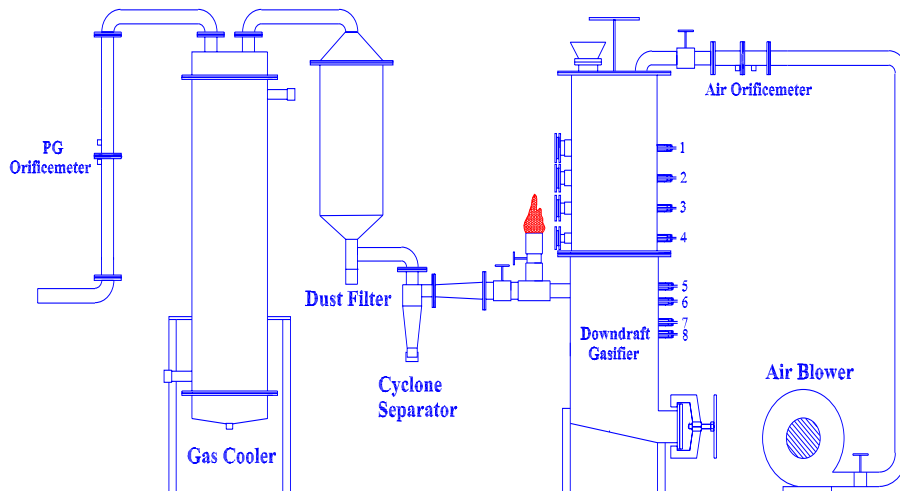 PG
Orificemeter
Gas Cooler
Dust Filter
Cyclone
Separator
Air Orificemeter
1
2
3
4
5
6
7
8
Downdraft
Gasifier
Air Blower